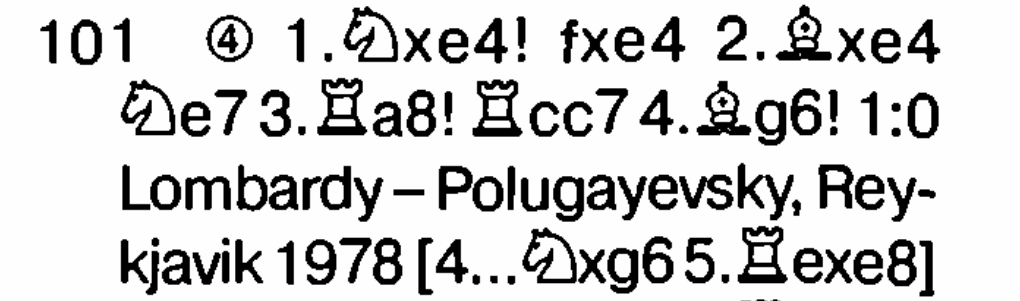 101 ④ 1.♘xe4! fxe4 2.♗xe4
♘e7 3.♖a8! ♖cc7 4.♗g6! 1:0
Lombardy – Polugayevsky, Rey-
kjavik 1978 [4...♘xg6 5.♖exe8]